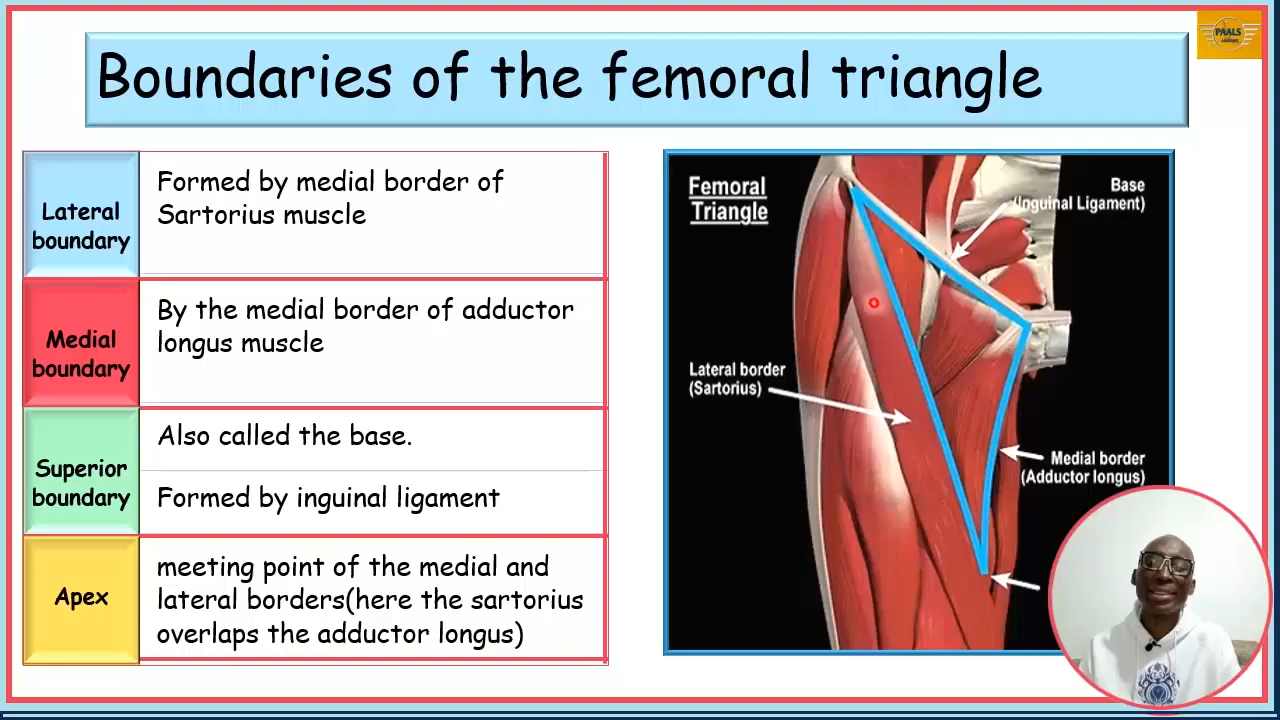 PAALS
Boundaries of the femoral triangle
Lateral
boundary
Formed by medial border of
Sartorius muscle
Medial
boundary
By the medial border of adductor
longus muscle
Superior
boundary
Also called the base.
Formed by inguinal ligament
Apex
meeting point of the medial and
lateral borders(here the sartorius
overlaps the adductor longus)
Femoral
Triangle
Base
(Inguinal Ligament)
Lateral border
(Sartorius)
Medial border
(Adductor longus)